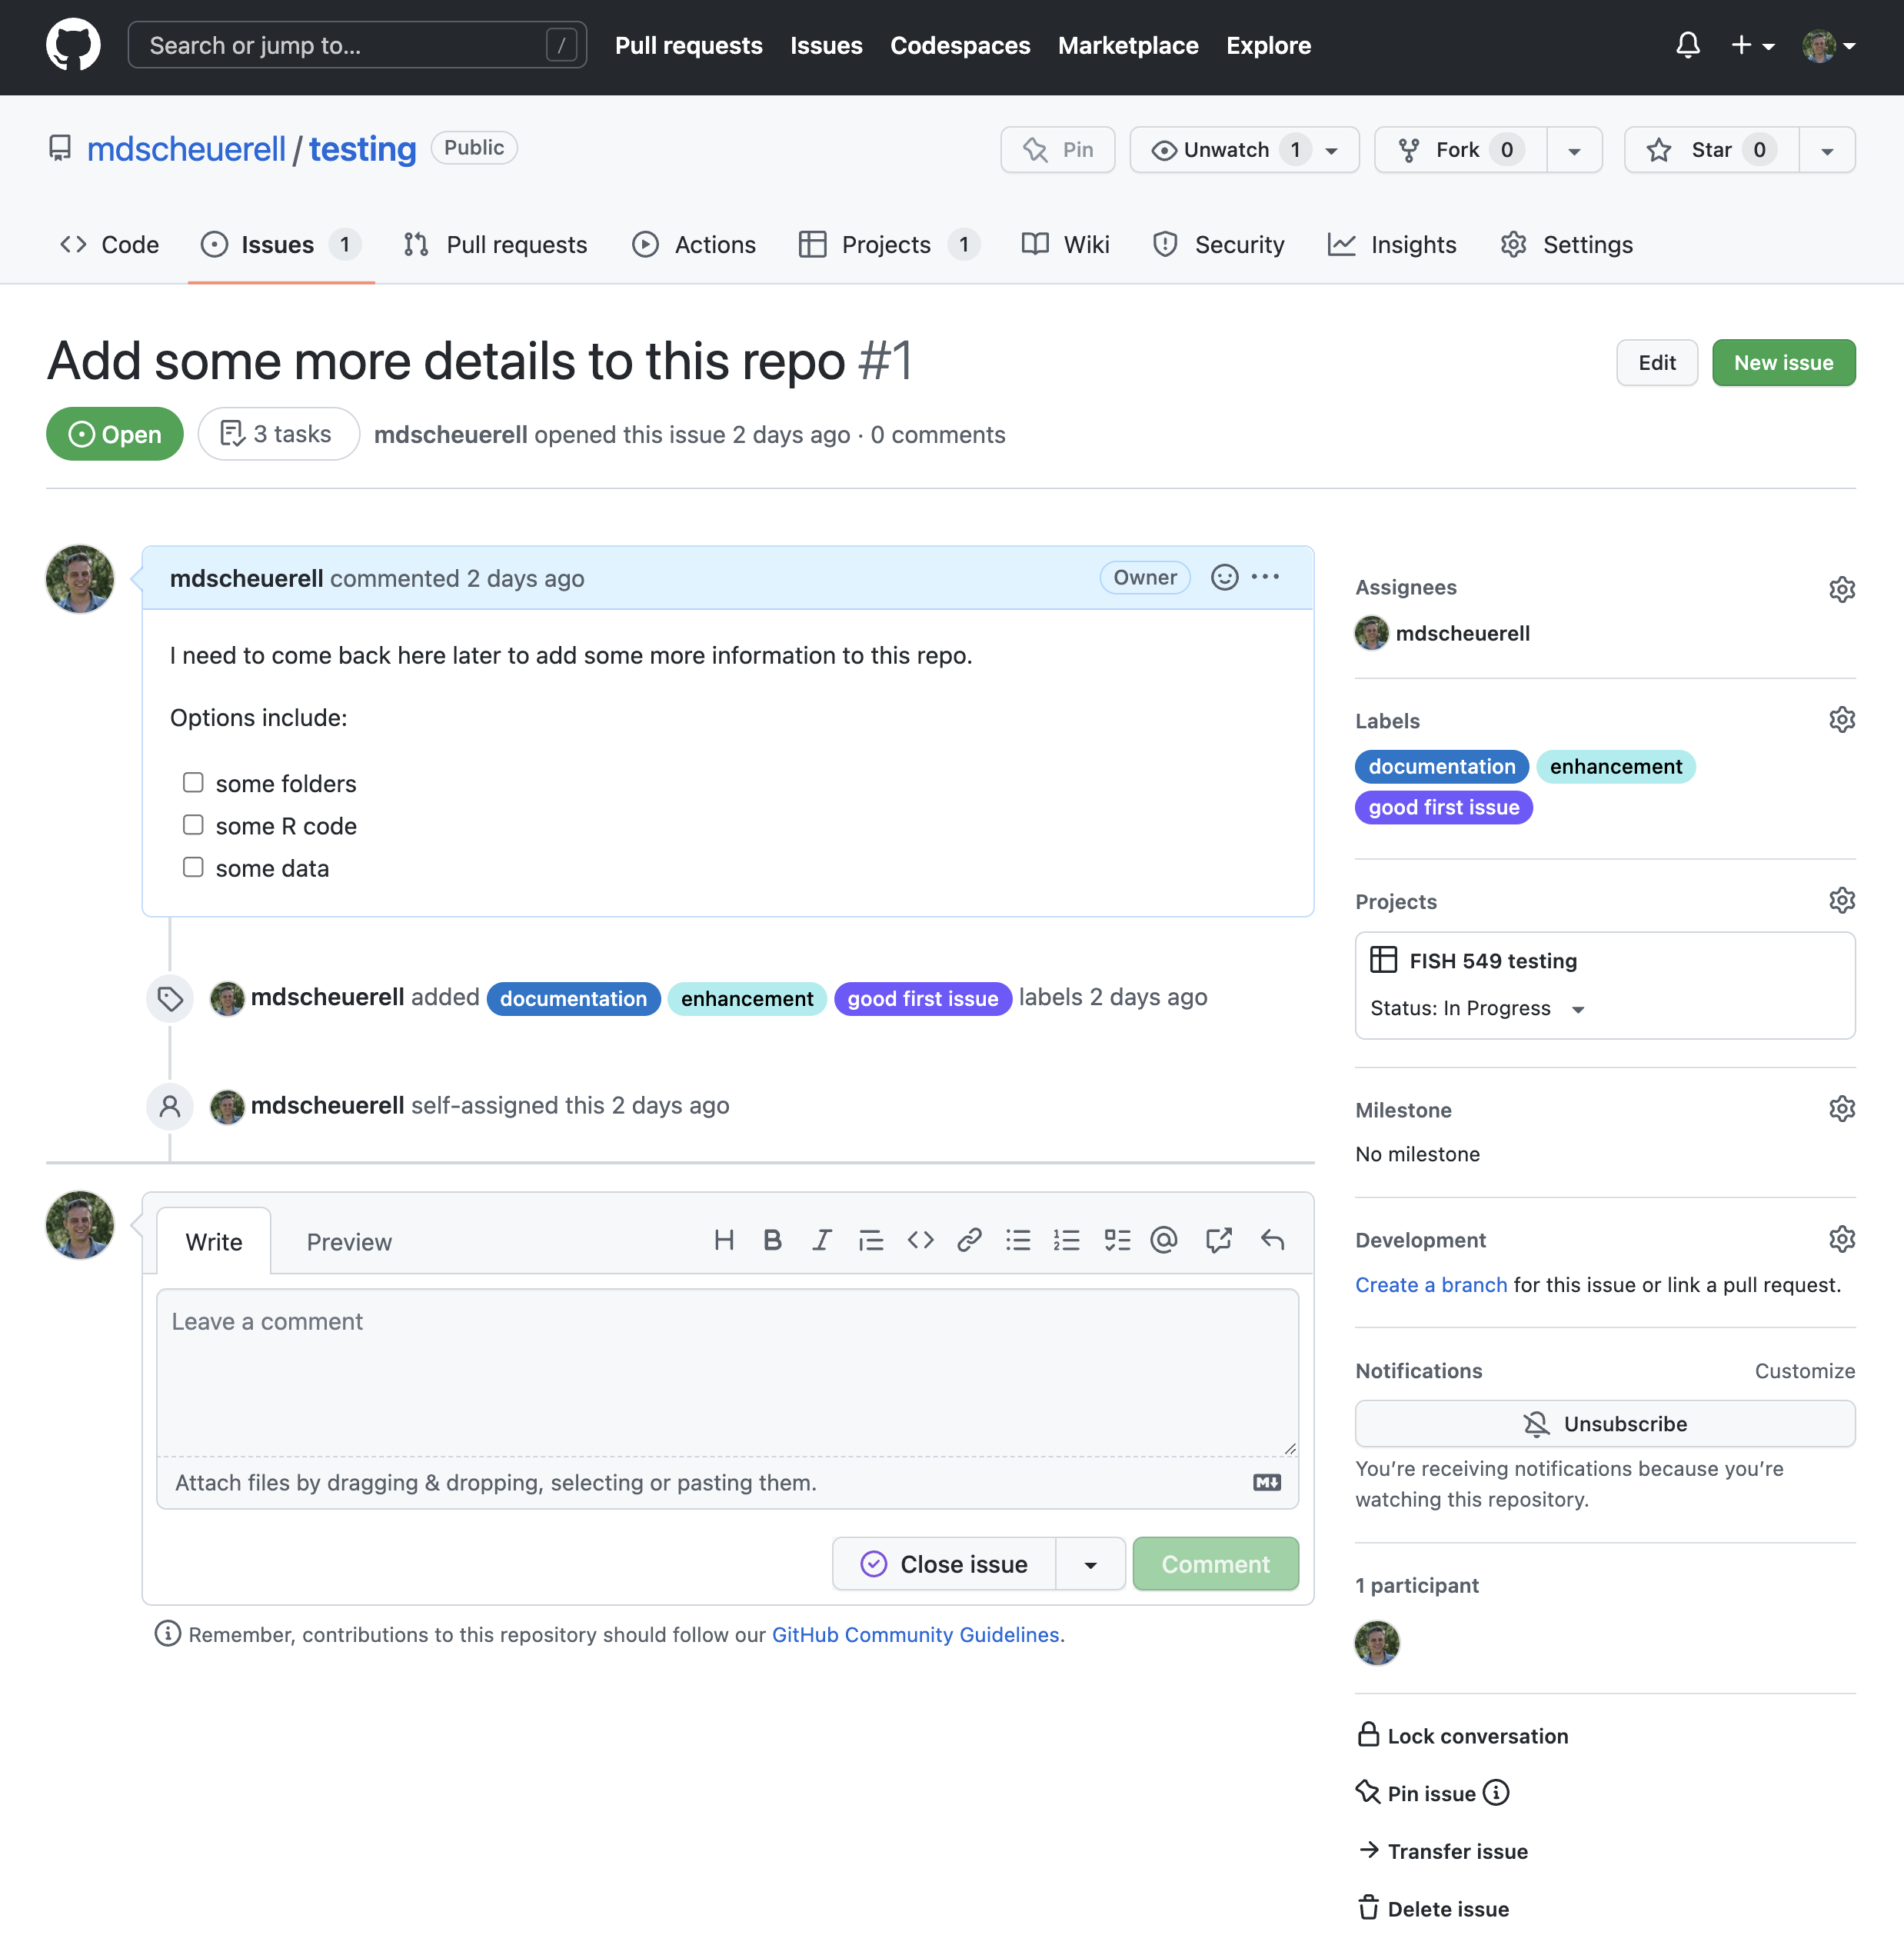 Search or jump to... / Pull requests Issues Codespaces Marketplace Explore
mdscheuerell / testing Public Pin Unwatch 1 Fork 0 Star 0
Code Issues 1 Pull requests Actions Projects 1 Wiki Security Insights Settings
Add some more details to this repo #1 Edit New issue
Open 3 tasks mdscheuerell opened this issue 2 days ago · 0 comments
mdscheuerell commented 2 days ago Owner
I need to come back here later to add some more information to this repo.
Options include:
some folders
some R code
some data
mdscheuerell added documentation enhancement good first issue labels 2 days ago
mdscheuerell self-assigned this 2 days ago
Write Preview
Leave a comment
Attach files by dragging & dropping, selecting or pasting them.
Close issue Comment
Remember, contributions to this repository should follow our GitHub Community Guidelines.
Assignees
mdscheuerell
Labels
documentation enhancement
good first issue
Projects
FISH 549 testing
Status: In Progress
Milestone
No milestone
Development
Create a branch for this issue or link a pull request.
Notifications Customize
Unsubscribe
You’re receiving notifications because you’re
watching this repository.
1 participant
Lock conversation
Pin issue
Transfer issue
Delete issue